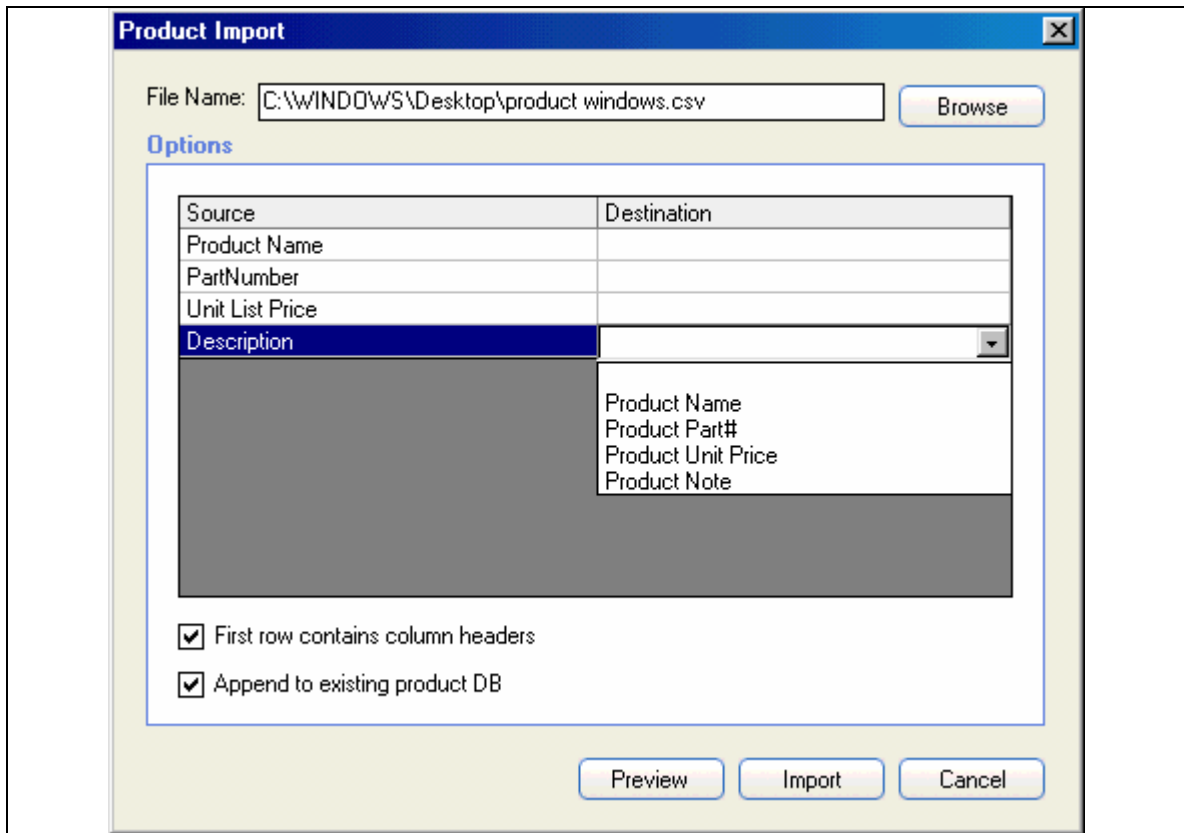 Product Import
File Name: C:\WINDOWS\Desktop\product windows.csv Browse
Options
Source Destination
Product Name
PartNumber
Unit List Price
Description
Product Name
Product Part#
Product Unit Price
Product Note
First row contains column headers
Append to existing product DB
Preview Import Cancel